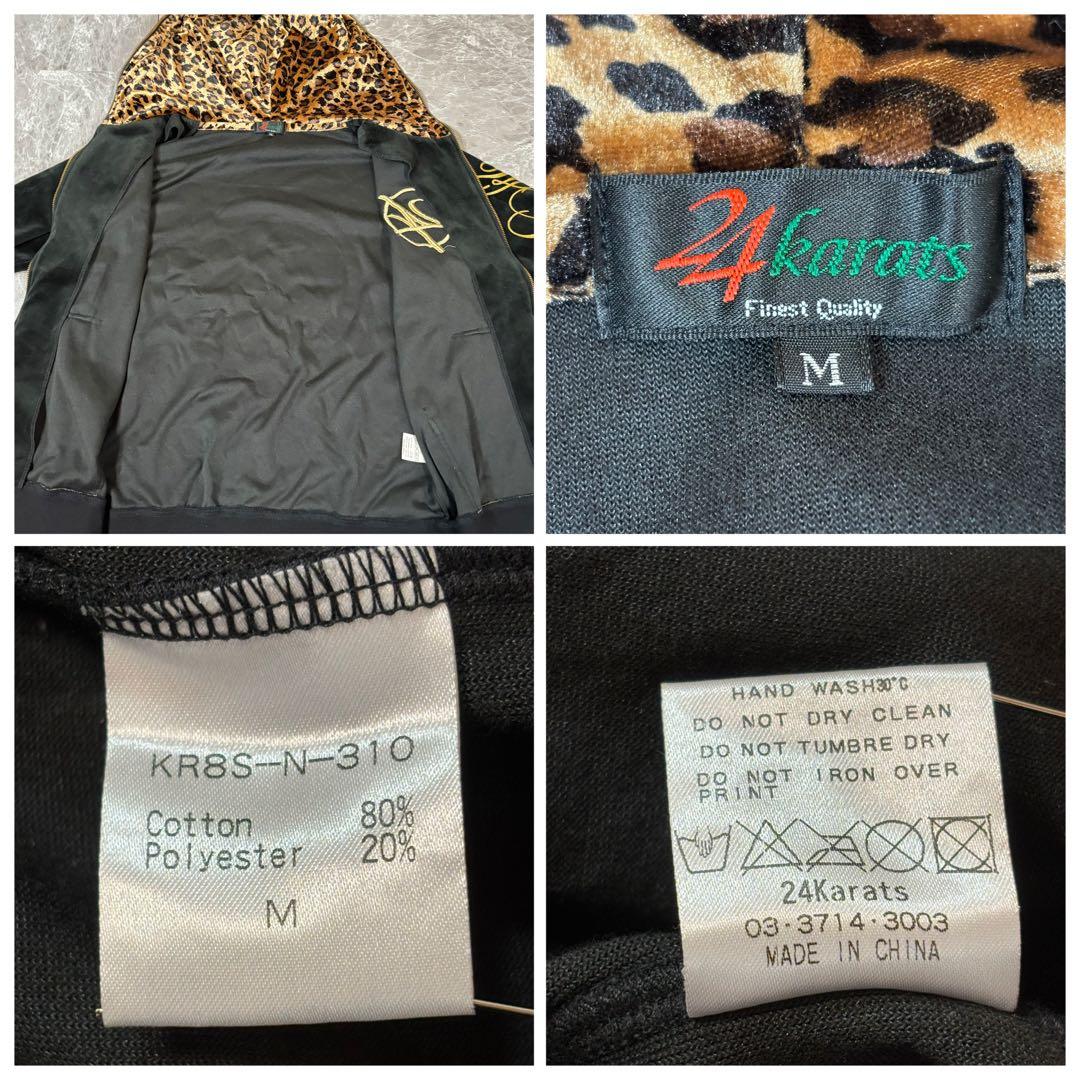 24karats
Finest Quality
M
KR8S-N-310
Cotton 80%
Polyester 20%
M
HAND WASH30°C
DO NOT DRY CLEAN
DO NOT TUMBRE DRY
DO NOT IRON OVER
PRINT
24Karats
03·3714·3003
MADE IN CHINA